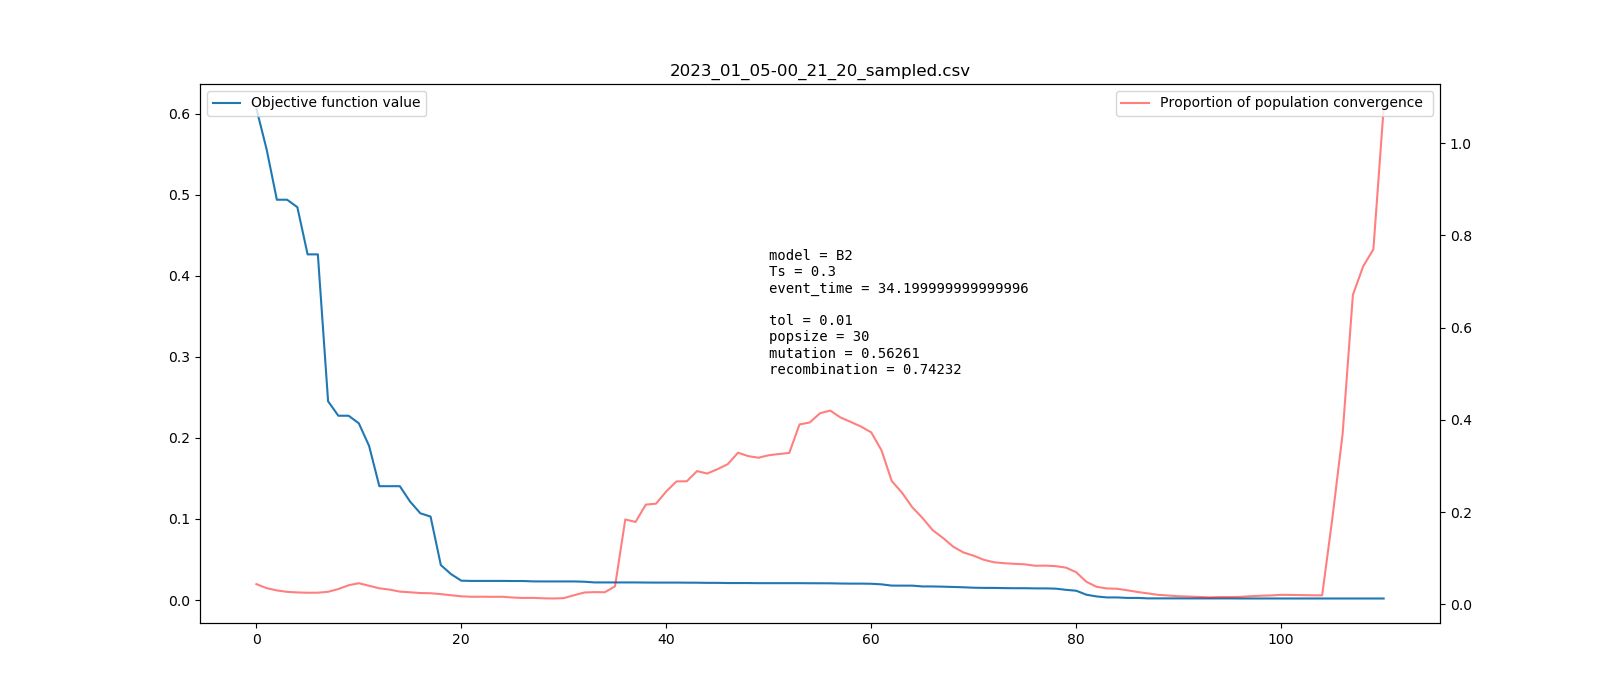 2023_01_05-00_21_20_sampled.csv
Objective function value
Proportion of population convergence
0.6
0.5
0.4
0.3
0.2
0.1
0.0
model = B2
Ts = 0.3
event_time = 34.199999999999996
tol = 0.01
popsize = 30
mutation = 0.56261
recombination = 0.74232
1.0
0.8
0.6
0.4
0.2
0.0
0 20 40 60 80 100